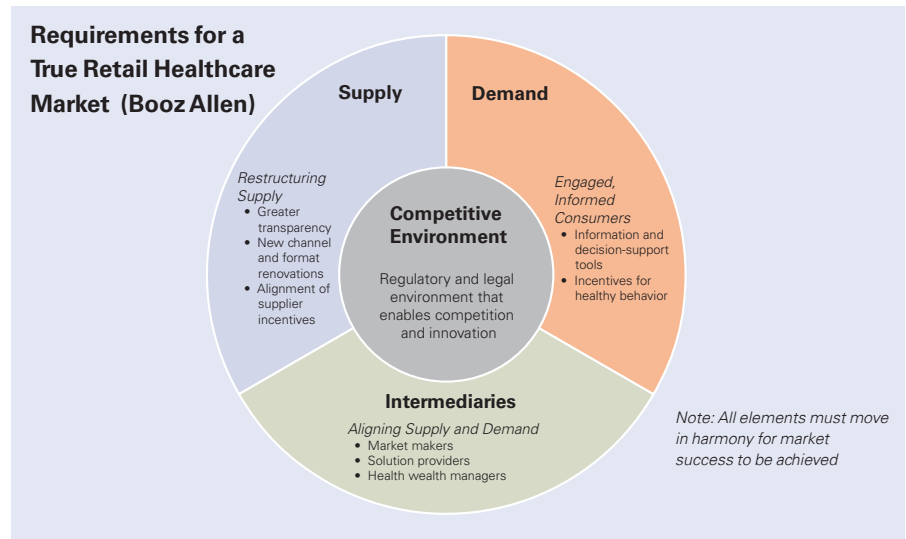 Requirements for a
True Retail Healthcare
Market (Booz Allen)
Supply
Restructuring
Supply
• Greater
transparency
• New channel
and format
renovations
• Alignment of
supplier
incentives
Demand
Engaged,
Informed
Consumers
• Information and
decision-support
tools
• Incentives for
healthy behavior
Competitive
Environment
Regulatory and legal
environment that
enables competition
and innovation
Intermediaries
Aligning Supply and Demand
• Market makers
• Solution providers
• Health wealth managers
Note: All elements must move
in harmony for market
success to be achieved